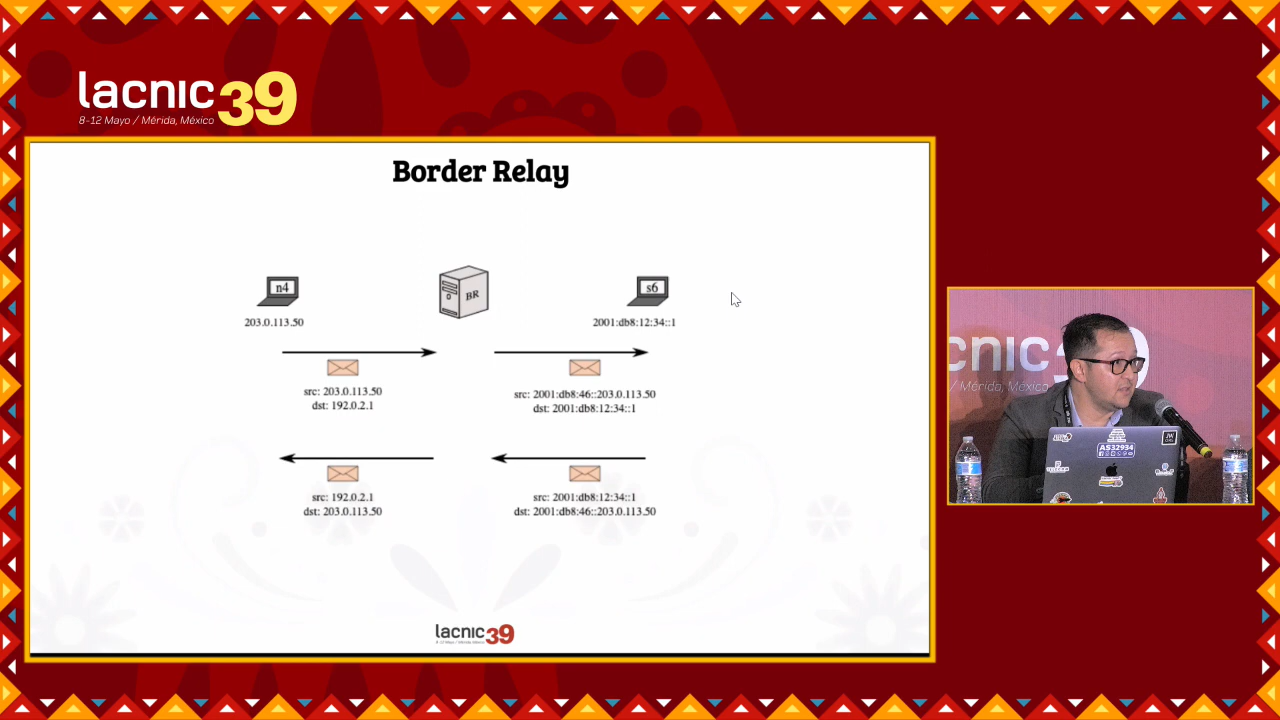 lacnic39
8-12 Mayo / Mérida, México
Border Relay
n4
BR
s6
203.0.113.50
2001:db8:12:34::1
src: 203.0.113.50
dst: 192.0.2.1
src: 2001:db8:46::203.0.113.50
dst: 2001:db8:12:34::1
src: 192.0.2.1
dst: 203.0.113.50
src: 2001:db8:12:34::1
dst: 2001:db8:46::203.0.113.50
lacnic39
cnic39
/ Mérida, México
AS32934